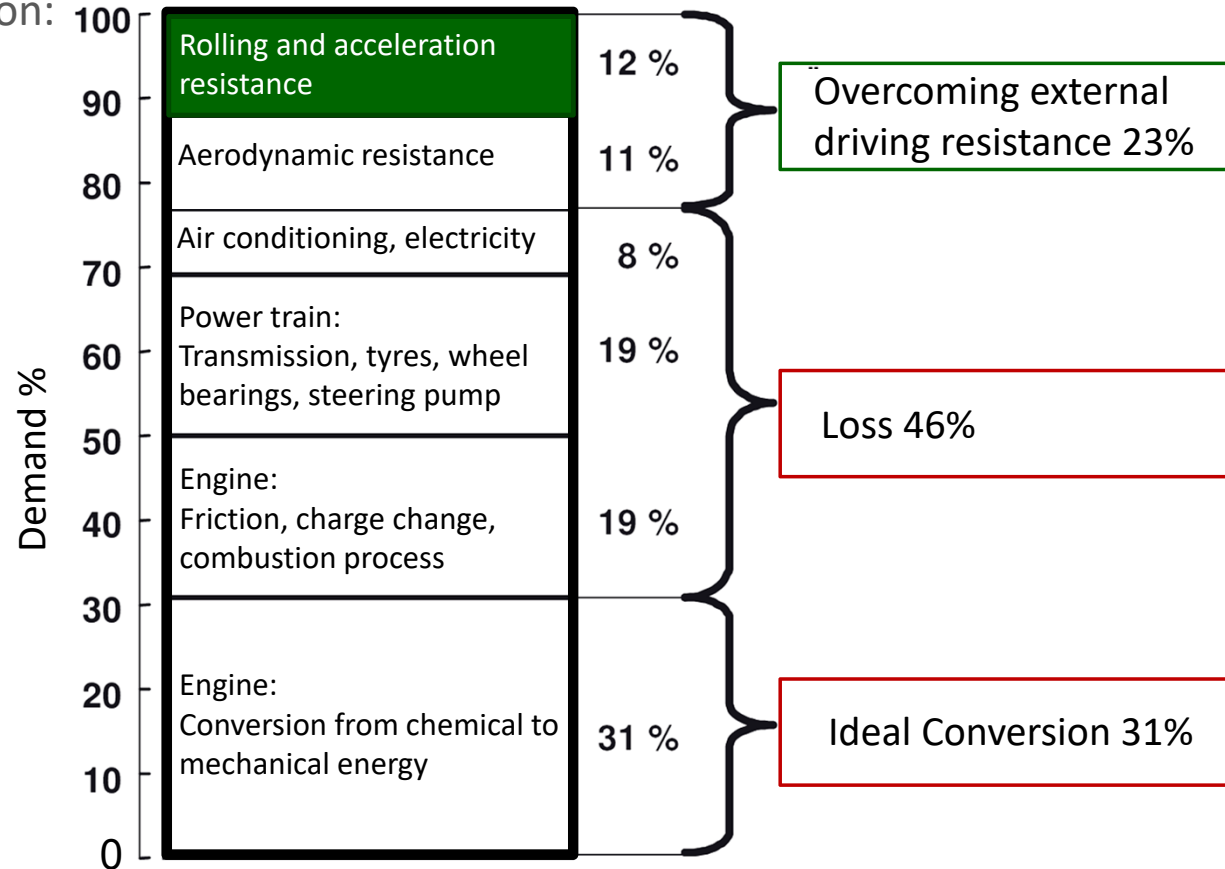 on:
100
90
80
70
60
50
40
30
20
10
0
Demand %
Rolling and acceleration
resistance
12 %
Aerodynamic resistance
11 %
Air conditioning, electricity
8 %
Power train:
Transmission, tyres, wheel
bearings, steering pump
19 %
Engine:
Friction, charge change,
combustion process
19 %
Engine:
Conversion from chemical to
mechanical energy
31 %
Overcoming external
driving resistance 23%
Loss 46%
Ideal Conversion 31%